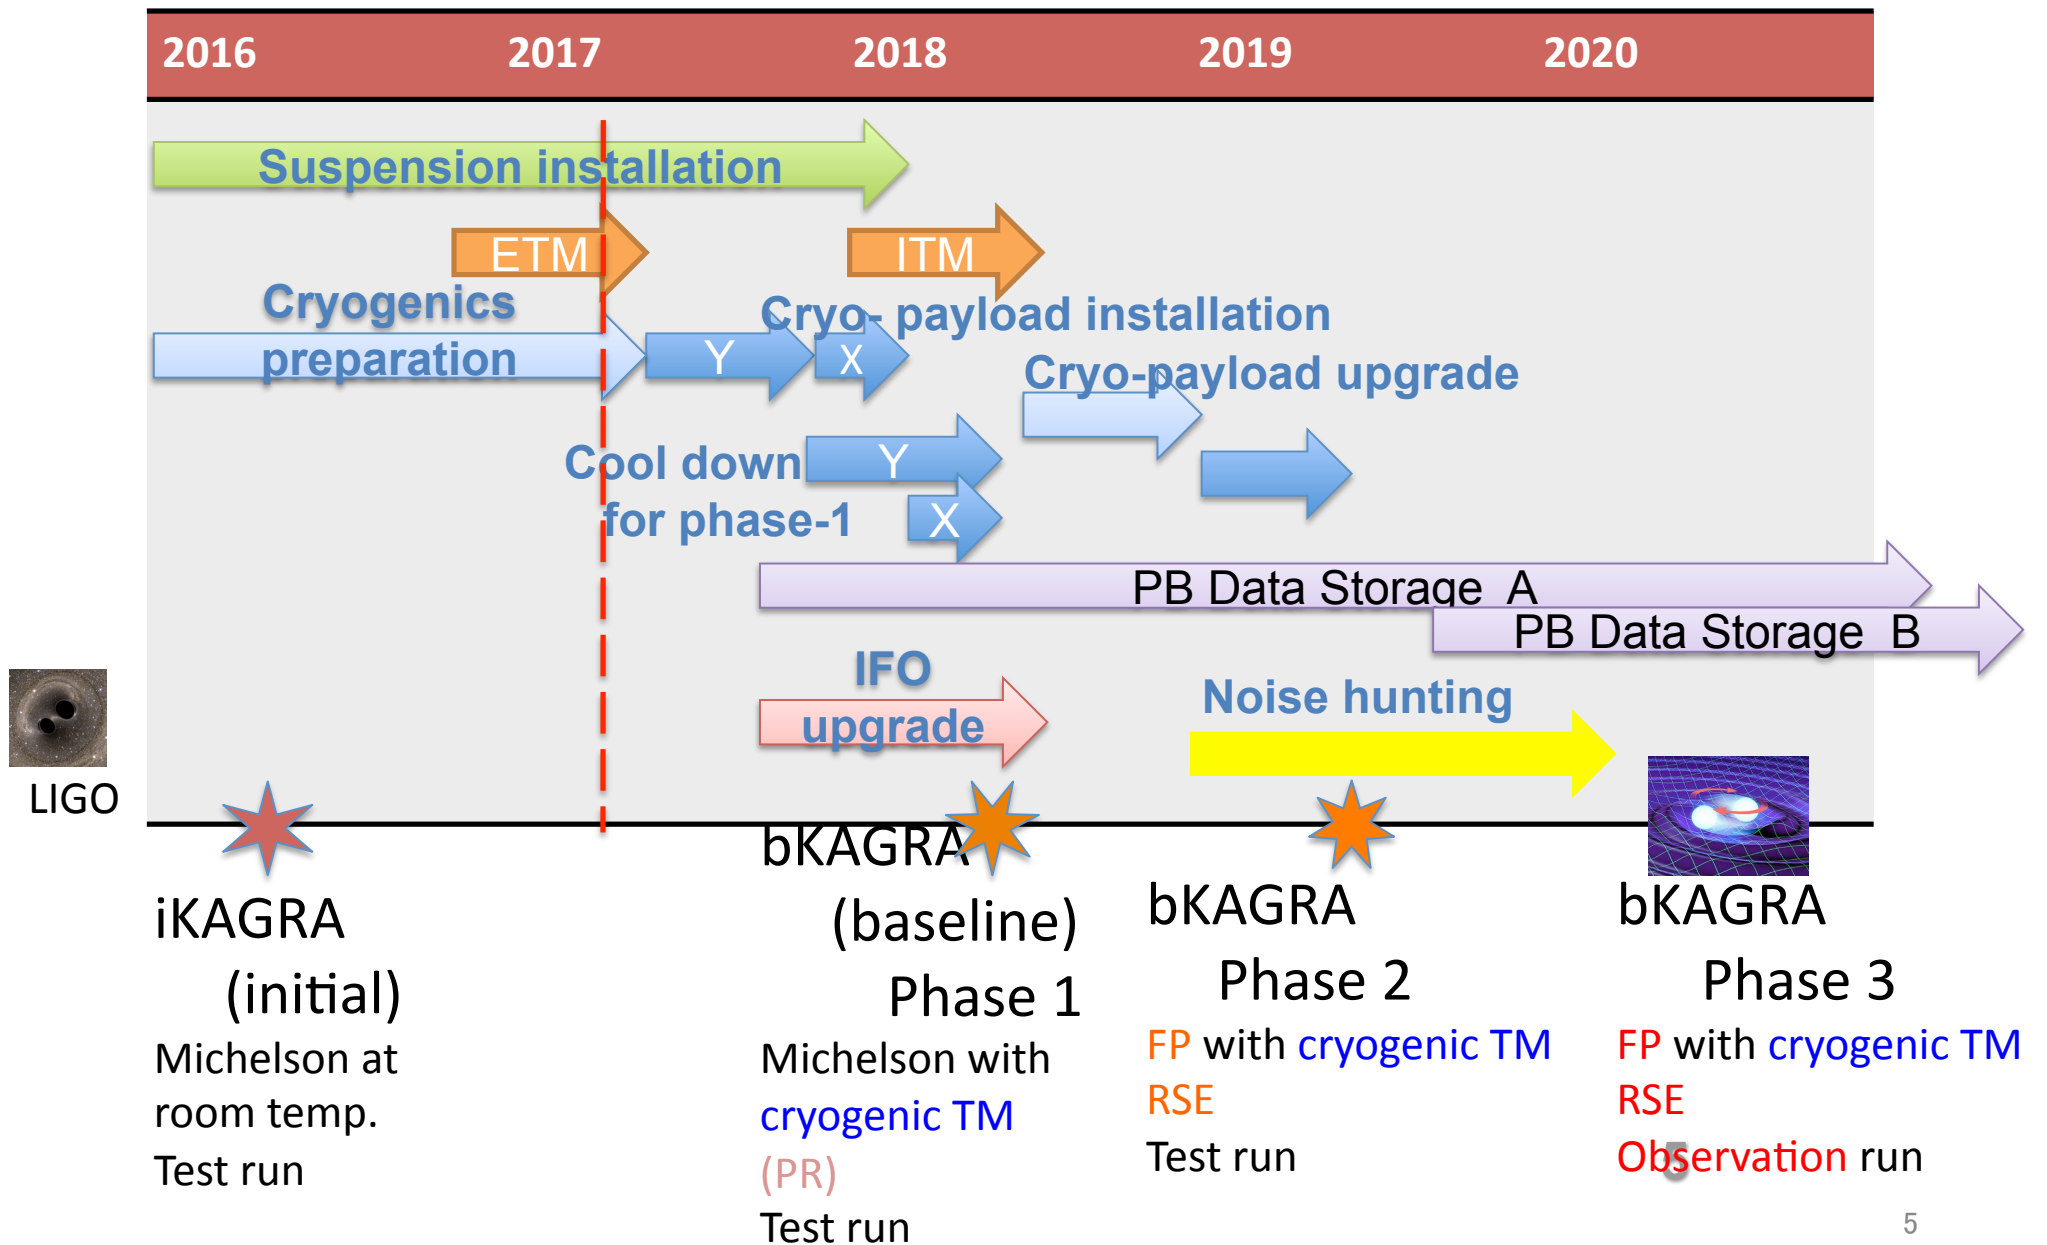 2016 2017 2018 2019 2020
Suspension installation
ETM ITM
Cryogenics
preparation
Cryo- payload installation
Y X
Cryo-payload upgrade
Cool down
for phase-1
Y
X
PB Data Storage A
PB Data Storage B
IFO
upgrade
Noise hunting
LIGO
iKAGRA
(initial)
Michelson at
room temp.
Test run
bKAGRA
(baseline)
Phase 1
Michelson with
cryogenic TM
(PR)
Test run
bKAGRA
Phase 2
FP with cryogenic TM
RSE
Test run
bKAGRA
Phase 3
FP with cryogenic TM
RSE
Observation run
5
5